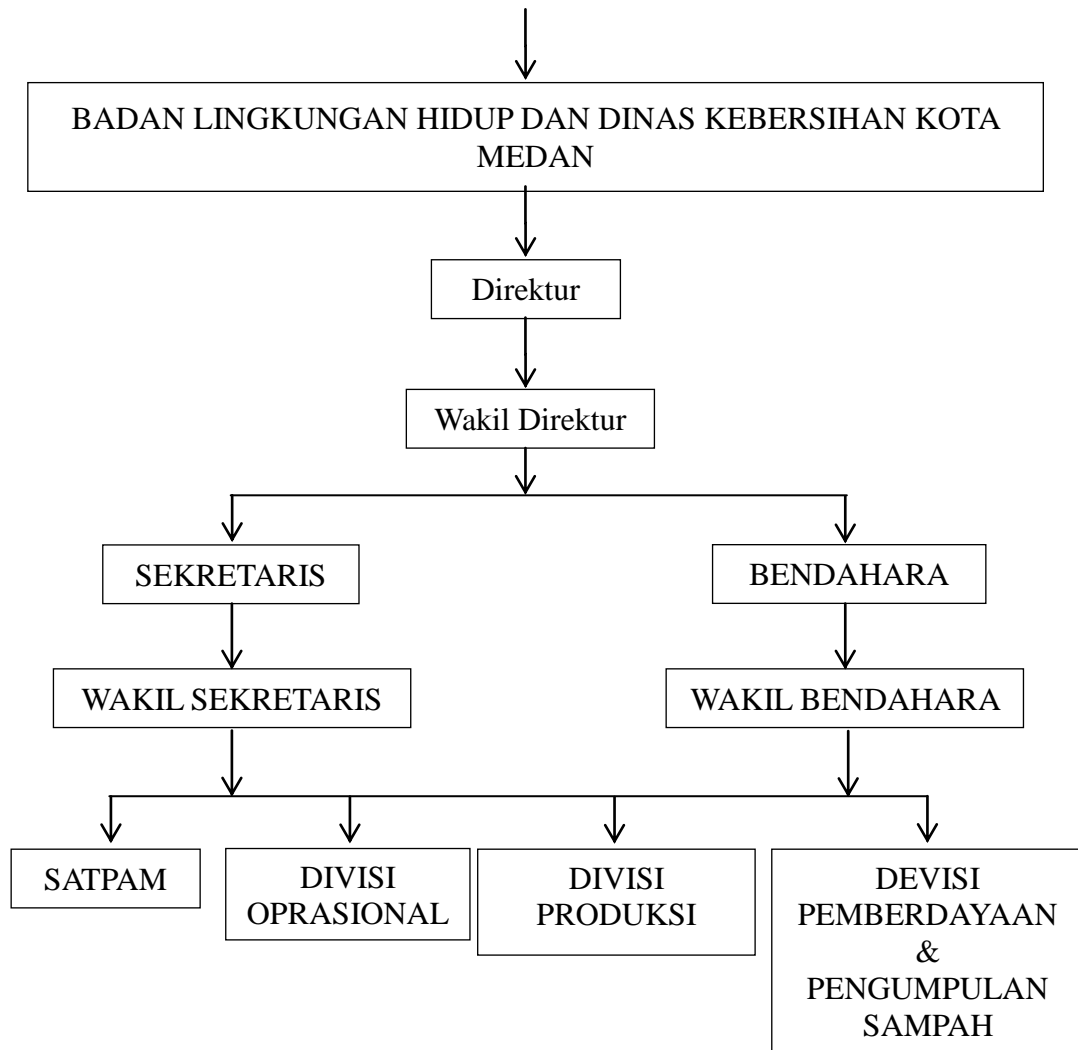 BADAN LINGKUNGAN HIDUP DAN DINAS KEBERSIHAN KOTA
MEDAN
Direktur
Wakil Direktur
SEKRETARIS
BENDAHARA
WAKIL SEKRETARIS
WAKIL BENDAHARA
SATPAM
DIVISI
OPRASIONAL
DIVISI
PRODUKSI
DEVISI
PEMBERDAYAAN
&
PENGUMPULAN
SAMPAH